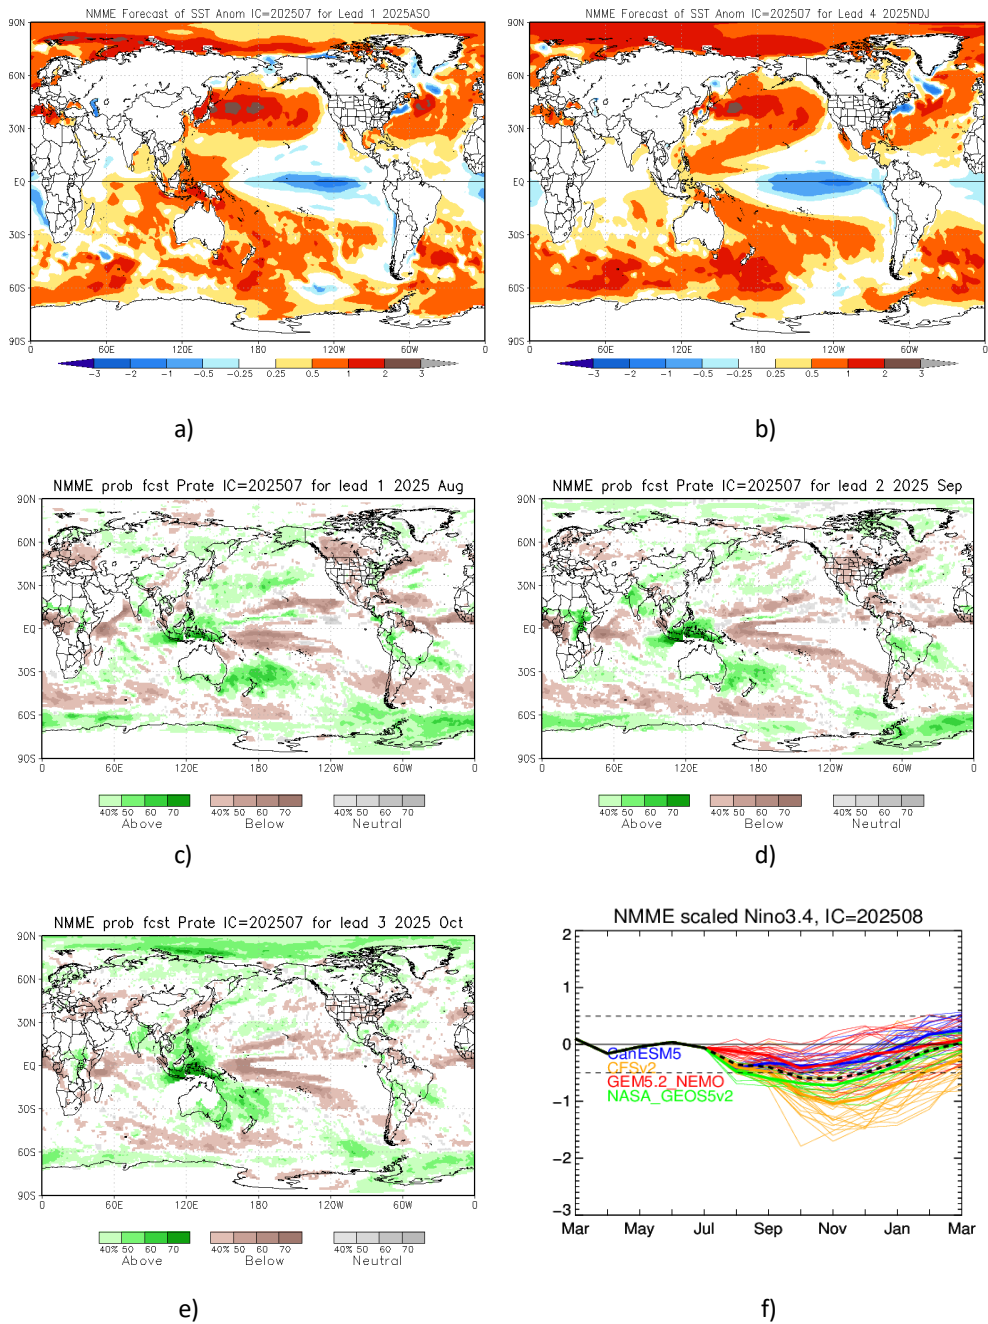 NMME Forecast of SST Anom IC=202507 for Lead 1 2025ASO
90N
60N
30N
EQ
30S
60S
90S
0 60E 120E 180 120W 60W 0
-3 -2 -1 -0.5 -0.25 0.25 0.5 1 2 3
a)
NMME Forecast of SST Anom IC=202507 for Lead 4 2025NDJ
90N
60N
30N
EQ
30S
60S
90S
0 60E 120E 180 120W 60W 0
-3 -2 -1 -0.5 -0.25 0.25 0.5 1 2 3
b)
NMME prob fcst Prate IC=202507 for lead 1 2025 Aug
90N
60N
30N
EQ
30S
60S
90S
0 60E 120E 180 120W 60W 0
40% 50 60 70 40% 50 60 70 40% 50 60 70
Above Below Neutral
c)
NMME prob fcst Prate IC=202507 for lead 2 2025 Sep
90N
60N
30N
EQ
30S
60S
90S
0 60E 120E 180 120W 60W 0
40% 50 60 70 40% 50 60 70 40% 50 60 70
Above Below Neutral
d)
NMME prob fcst Prate IC=202507 for lead 3 2025 Oct
90N
60N
30N
EQ
30S
60S
90S
0 60E 120E 180 120W 60W 0
40% 50 60 70 40% 50 60 70 40% 50 60 70
Above Below Neutral
e)
NMME scaled Nino3.4, IC=202508
2
1
0
-1
-2
-3
CanESM5
CFSv2
GEM5.2_NEMO
NASA_GEOS5v2
Mar May Jul Sep Nov Jan Mar
f)